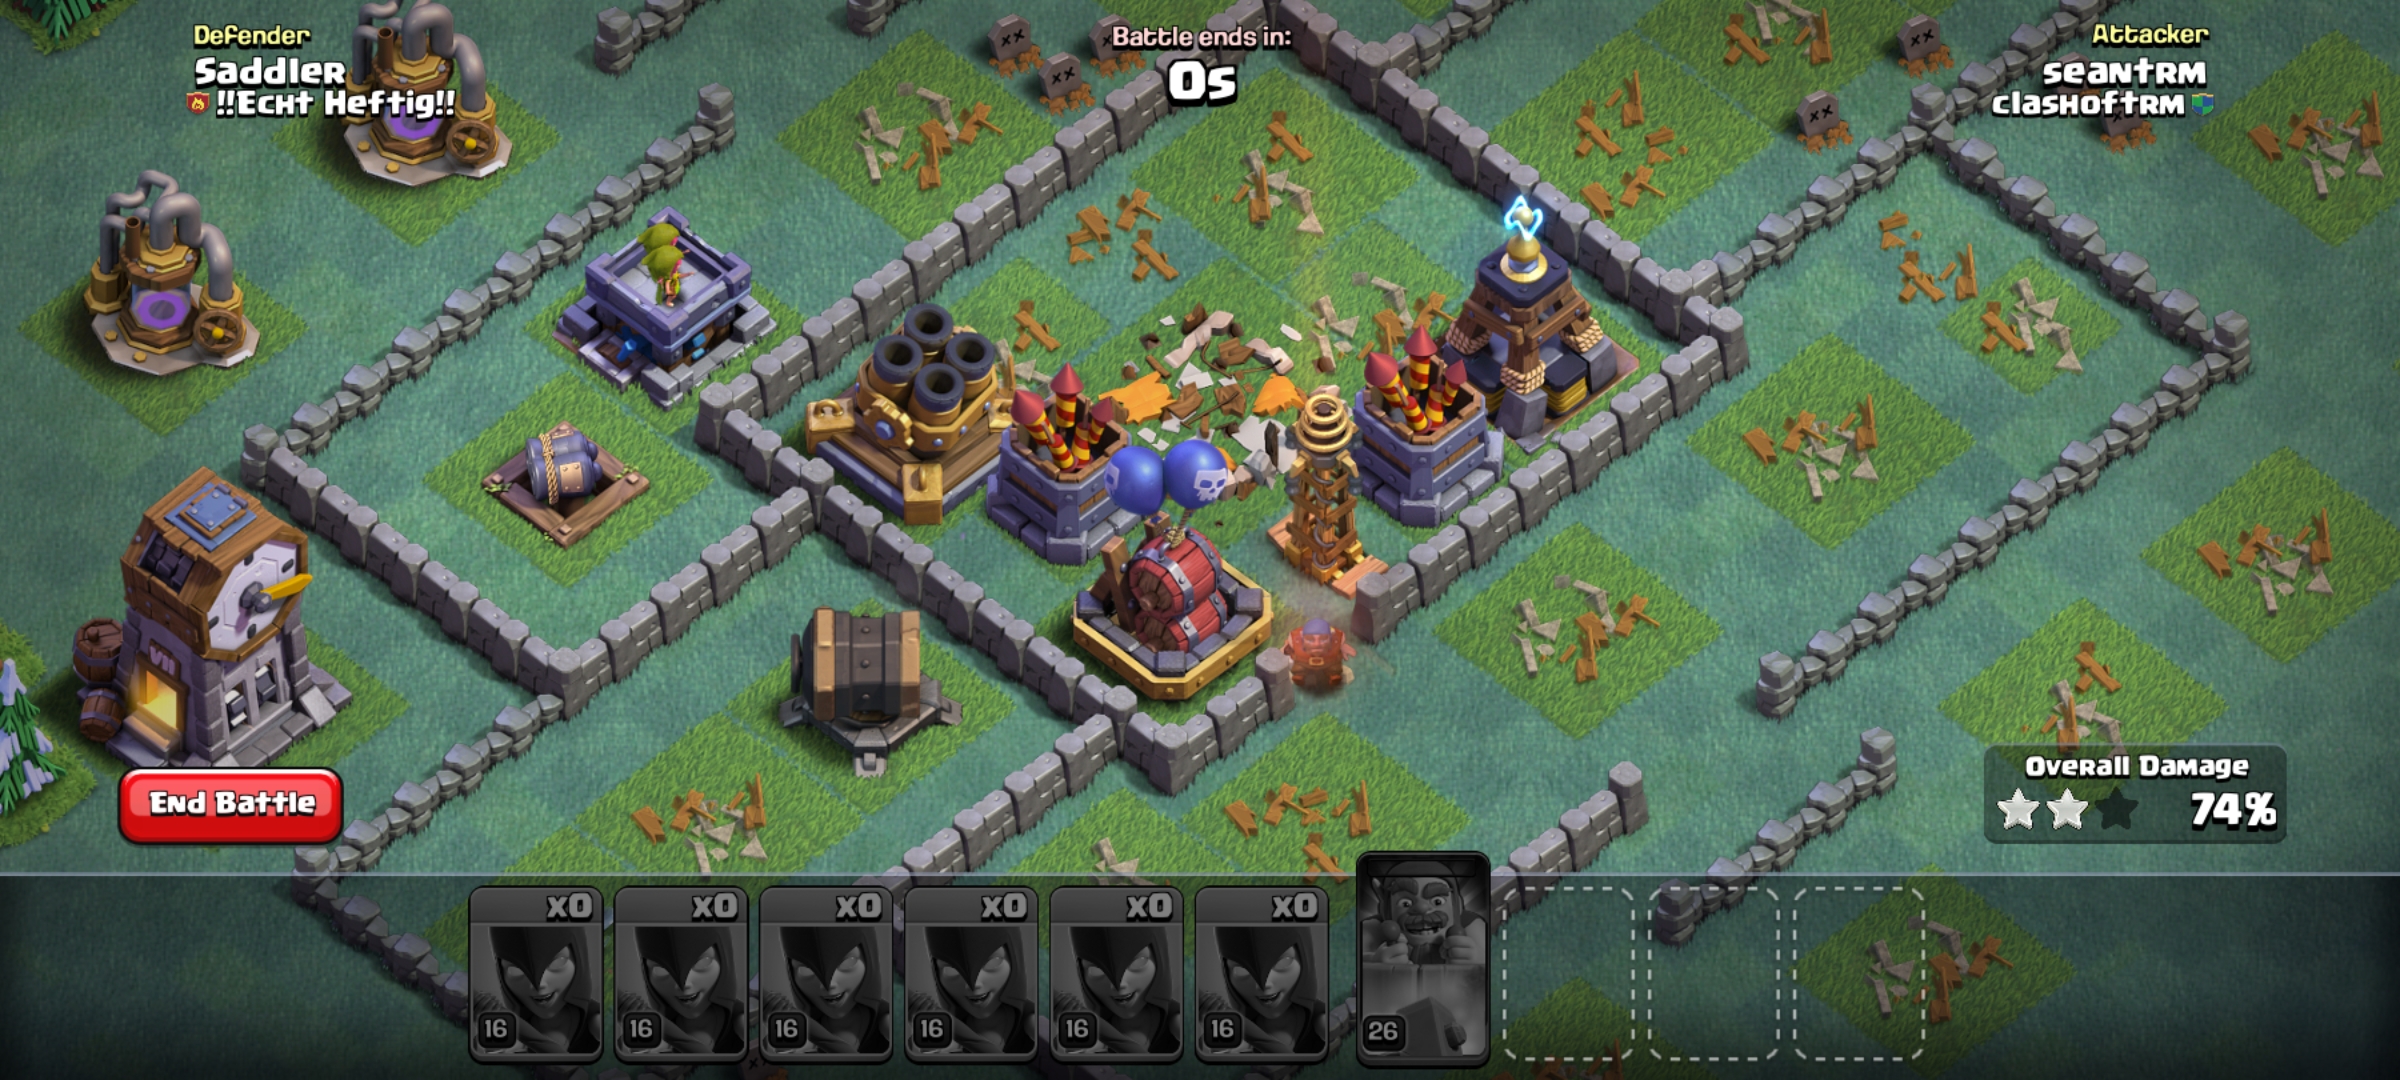 Defender
Saddler
!!Echt Heftig!!
Battle ends in:
0s
Attacker
seantRM
clashoftRM
VII
End Battle
Overall Damage
74%
x0 x0 x0 x0 x0 x0
16 16 16 16 16 16 26